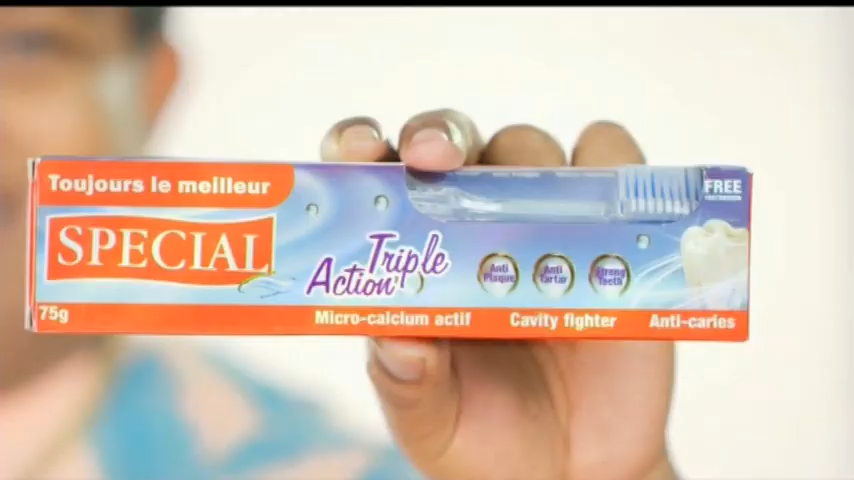 Toujours le meilleur
FREE
SPECIAL
Triple
Action
Anti
Plaque
Anti
Tartar
Strong
Teeth
75g
Micro-calcium actif
Cavity fighter
Anti-caries